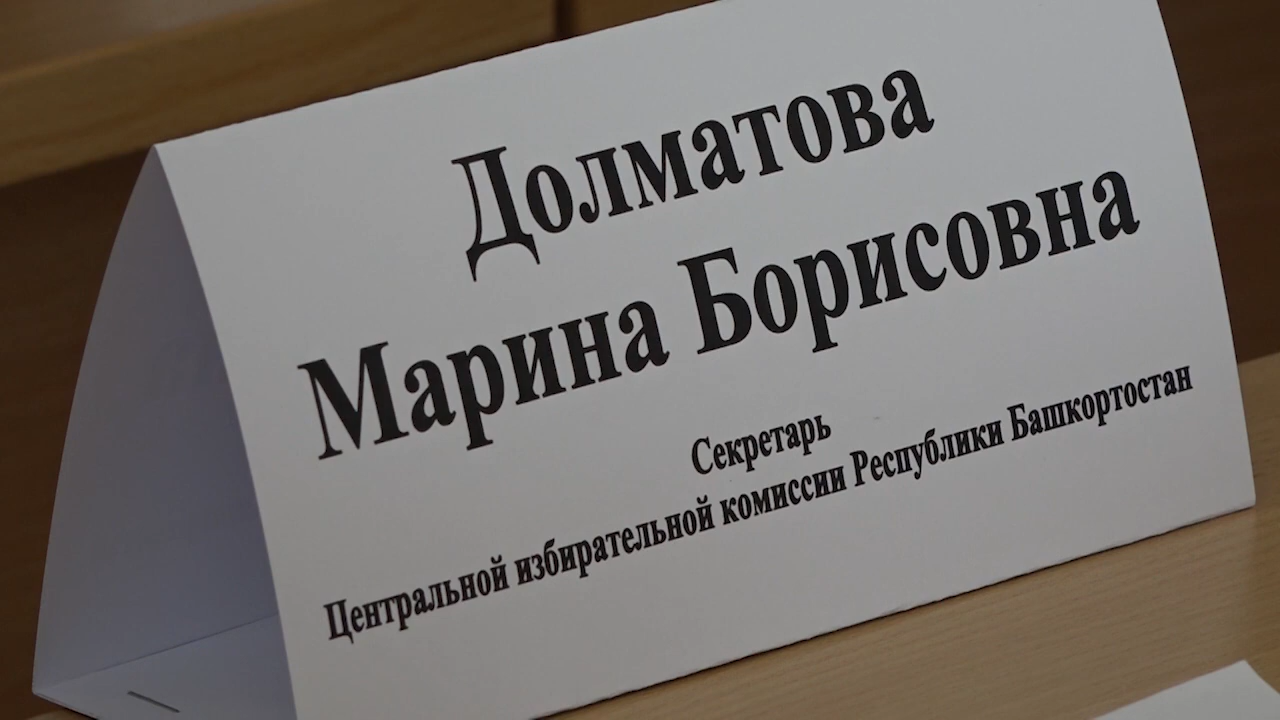 Долматова
Марина Борисовна
Секретарь
Центральной избирательной комиссии Республики Башкортостан